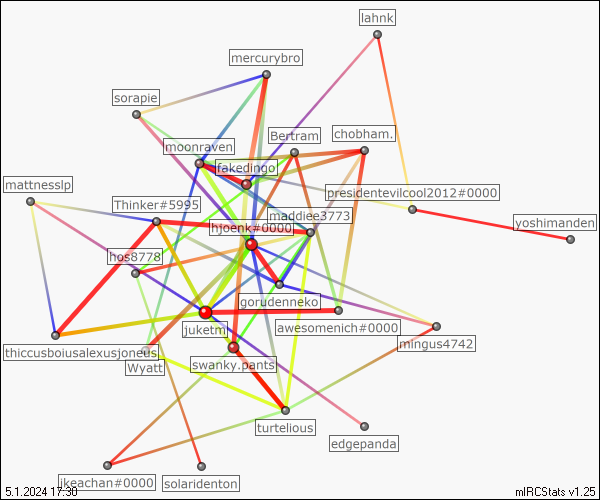 lahnk
mercurybro
sorapie
Bertram
chobham.
moonraven
fakedingo
mattnesslp
presidentevilcool2012#0000
Thinker#5995
maddiee3773
yoshimanden
hjoenk#0000
hos8778
gorudenneko
juketm
awesomenich#0000
mingus4742
thiccusboiusalexusjoneus
swanky.pants
Wyatt
turtelious
edgepanda
jkeachan#0000
solaridenton
5.1.2024 17:30
mIRCStats v1.25